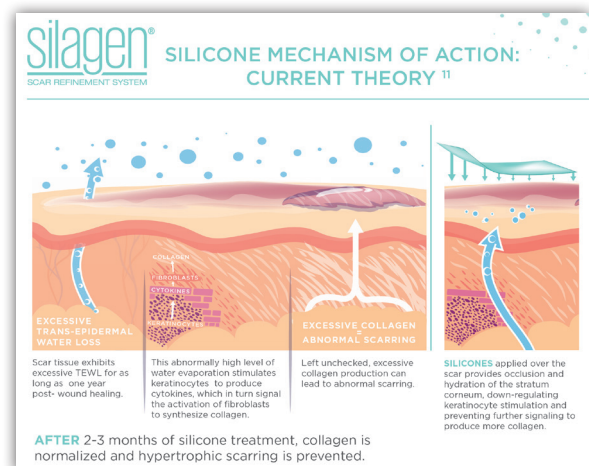 silagen®
SCAR REFINEMENT SYSTEM
SILICONE MECHANISM OF ACTION:
CURRENT THEORY 11
COLLAGEN
FIBROBLASTS
CYTOKINES
KERATINOCYTES
EXCESSIVE
TRANS-EPIDERMAL
WATER LOSS
EXCESSIVE COLLAGEN
=
ABNORMAL SCARRING
Scar tissue exhibits
excessive TEWL for as
long as one year
post- wound healing.
This abnormally high level of
water evaporation stimulates
keratinocytes to produce
cytokines, which in turn signal
the activation of fibroblasts
to synthesize collagen.
Left unchecked, excessive
collagen production can
lead to abnormal scarring.
SILICONES applied over the
scar provides occlusion and
hydration of the stratum
corneum, down-regulating
keratinocyte stimulation and
preventing further signaling to
produce more collagen.
AFTER 2-3 months of silicone treatment, collagen is
normalized and hypertrophic scarring is prevented.